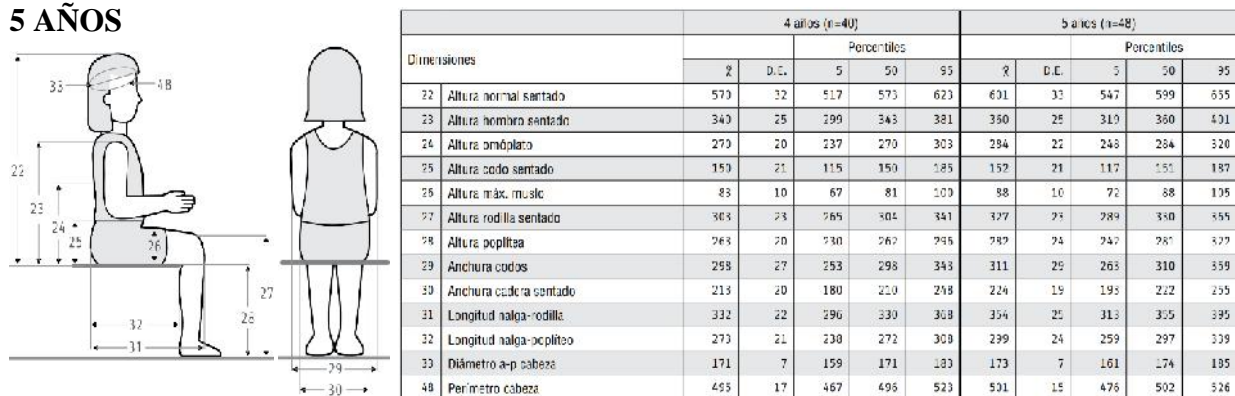 5 AÑOS
33 48
22
23
24
25 26
27
28
32
31
29
30
4 años (n=40) 5 años (n=48)
Dimensiones Percentiles Percentiles
x̄ D.E. 5 50 95 x̄ D.E. 5 50 95
22 Altura normal sentado 570 32 517 573 623 601 33 547 599 655
23 Altura hombro sentado 340 25 299 343 381 360 25 319 360 401
24 Altura omóplato 270 20 237 270 303 284 22 248 284 320
25 Altura codo sentado 150 21 115 150 185 152 21 117 151 187
26 Altura máx. muslo 83 10 67 81 100 88 10 72 88 105
27 Altura rodilla sentado 303 23 265 304 341 327 23 289 330 365
28 Altura poplítea 263 20 230 262 296 282 24 242 281 322
29 Anchura codos 298 27 253 298 343 311 29 263 310 359
30 Anchura cadera sentado 213 20 180 210 248 224 19 193 222 255
31 Longitud nalga-rodilla 332 22 296 330 368 354 25 313 355 395
32 Longitud nalga-poplíteo 273 21 238 272 308 299 24 259 297 339
33 Diámetro a-p cabeza 171 7 159 171 183 173 7 161 174 185
48 Perímetro cabeza 495 17 467 496 523 501 15 476 502 526